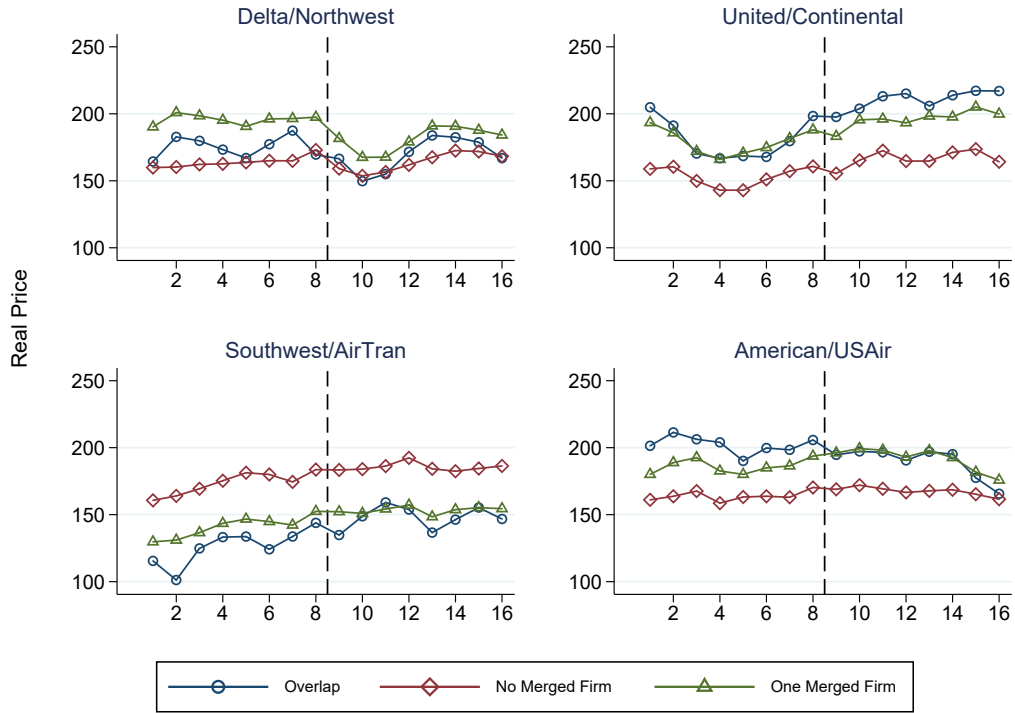 Delta/Northwest
250
200
150
100
2 4 6 8 10 12 14 16
United/Continental
250
200
150
100
2 4 6 8 10 12 14 16
Real Price
Southwest/AirTran
250
200
150
100
2 4 6 8 10 12 14 16
American/USAir
250
200
150
100
2 4 6 8 10 12 14 16
Overlap No Merged Firm One Merged Firm